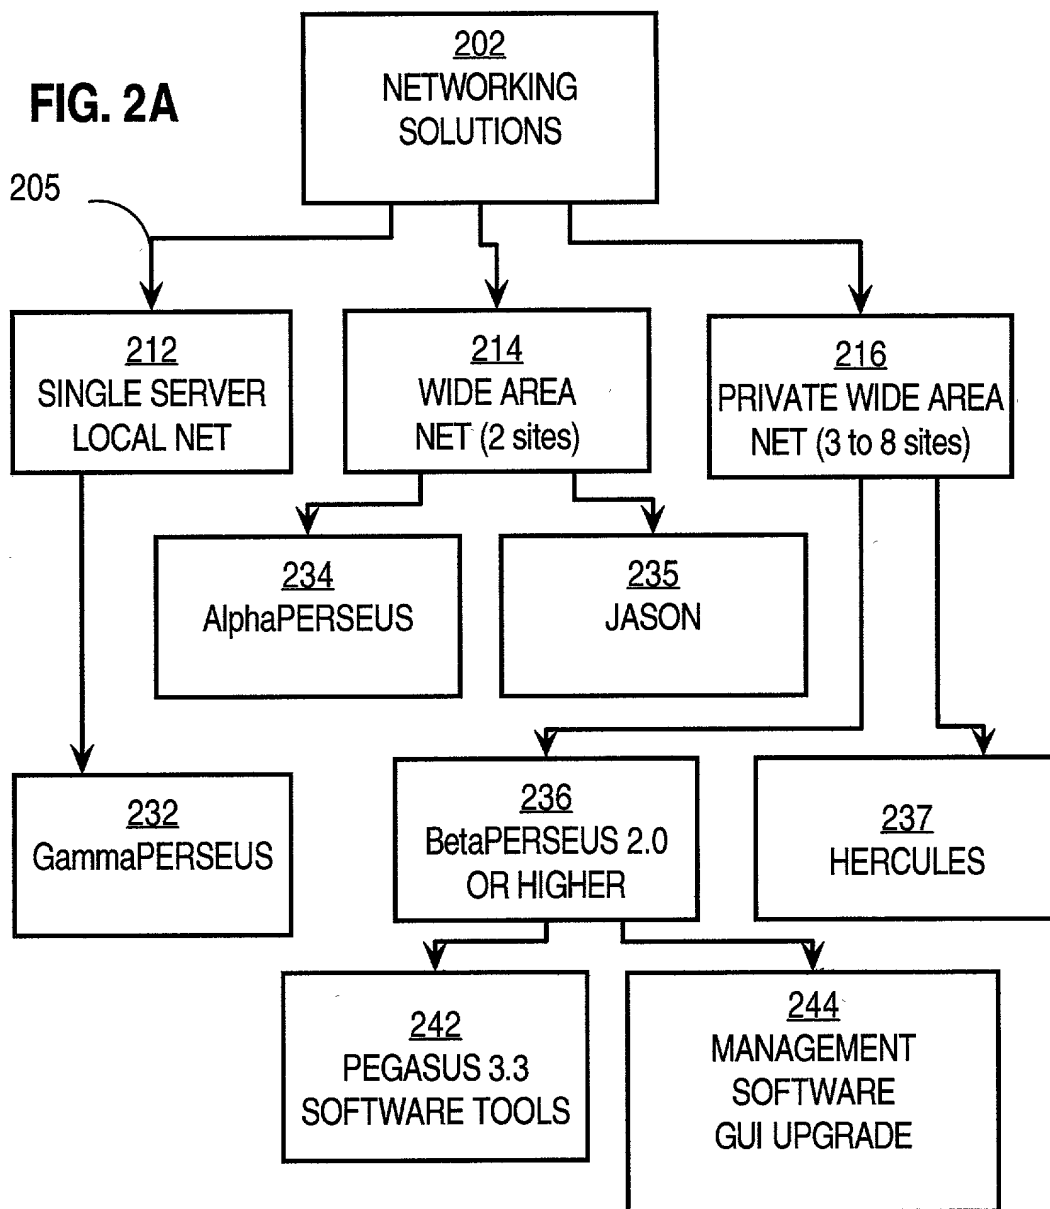 FIG. 2A
202
NETWORKING
SOLUTIONS
205
212
SINGLE SERVER
LOCAL NET
214
WIDE AREA
NET (2 sites)
216
PRIVATE WIDE AREA
NET (3 to 8 sites)
234
AlphaPERSEUS
235
JASON
232
GammaPERSEUS
236
BetaPERSEUS 2.0
OR HIGHER
237
HERCULES
242
PEGASUS 3.3
SOFTWARE TOOLS
244
MANAGEMENT
SOFTWARE
GUI UPGRADE